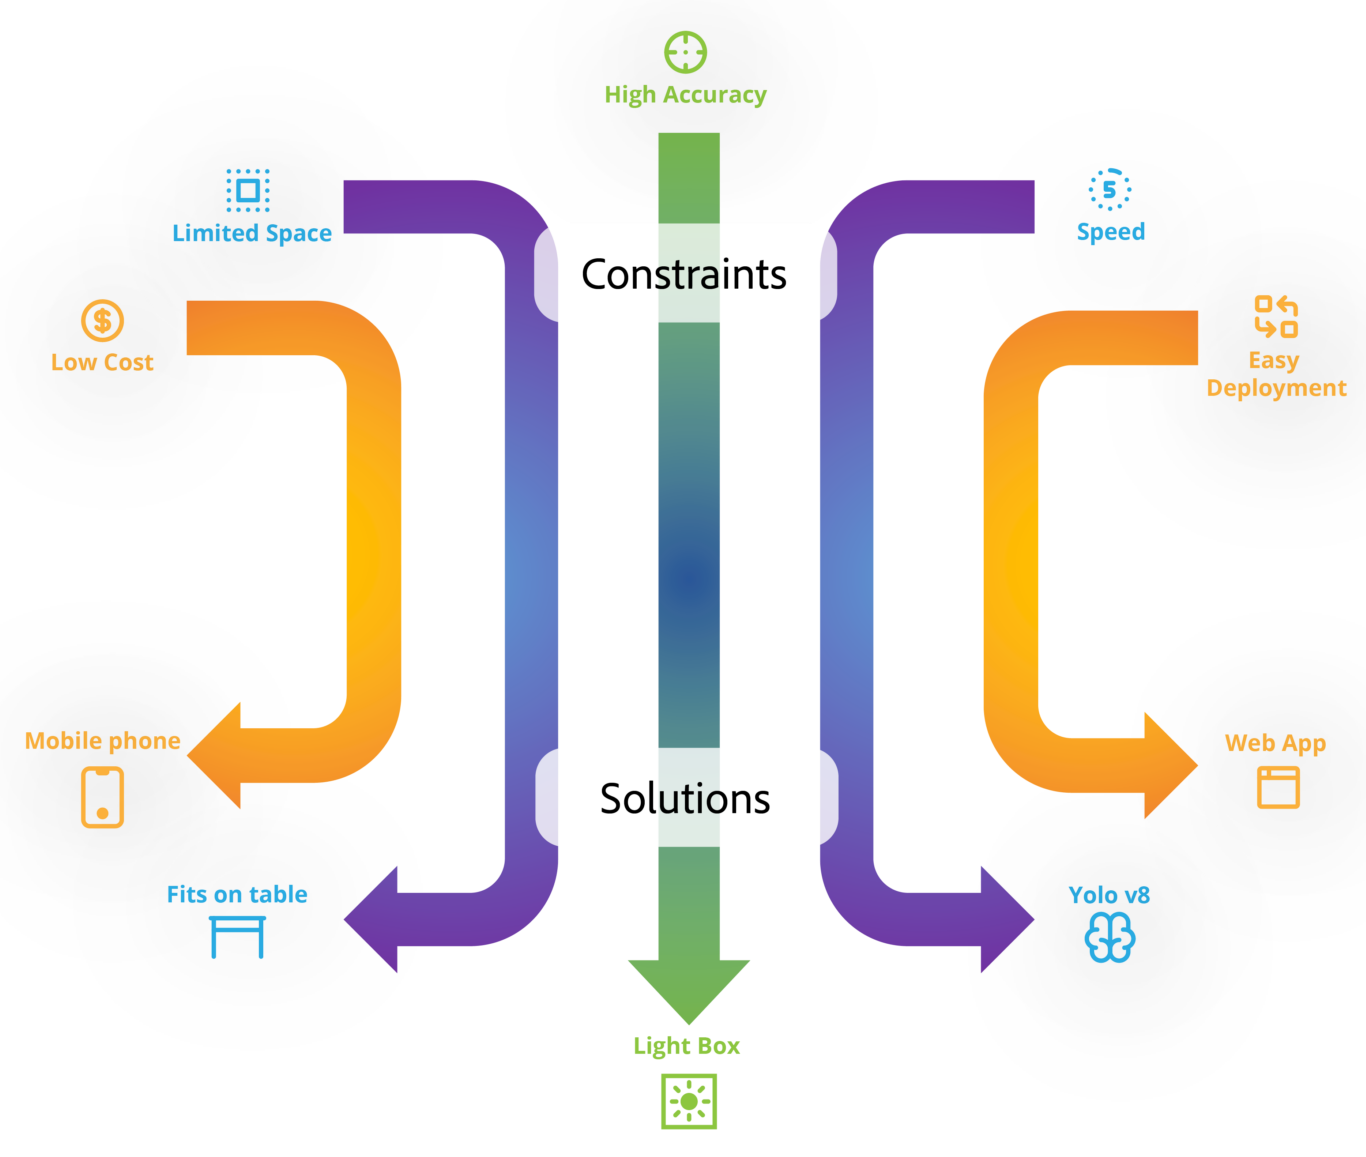 High Accuracy
Limited Space
Speed
5
Constraints
$
Low Cost
Easy
Deployment
Mobile phone
Web App
Solutions
Fits on table
Yolo v8
Light Box